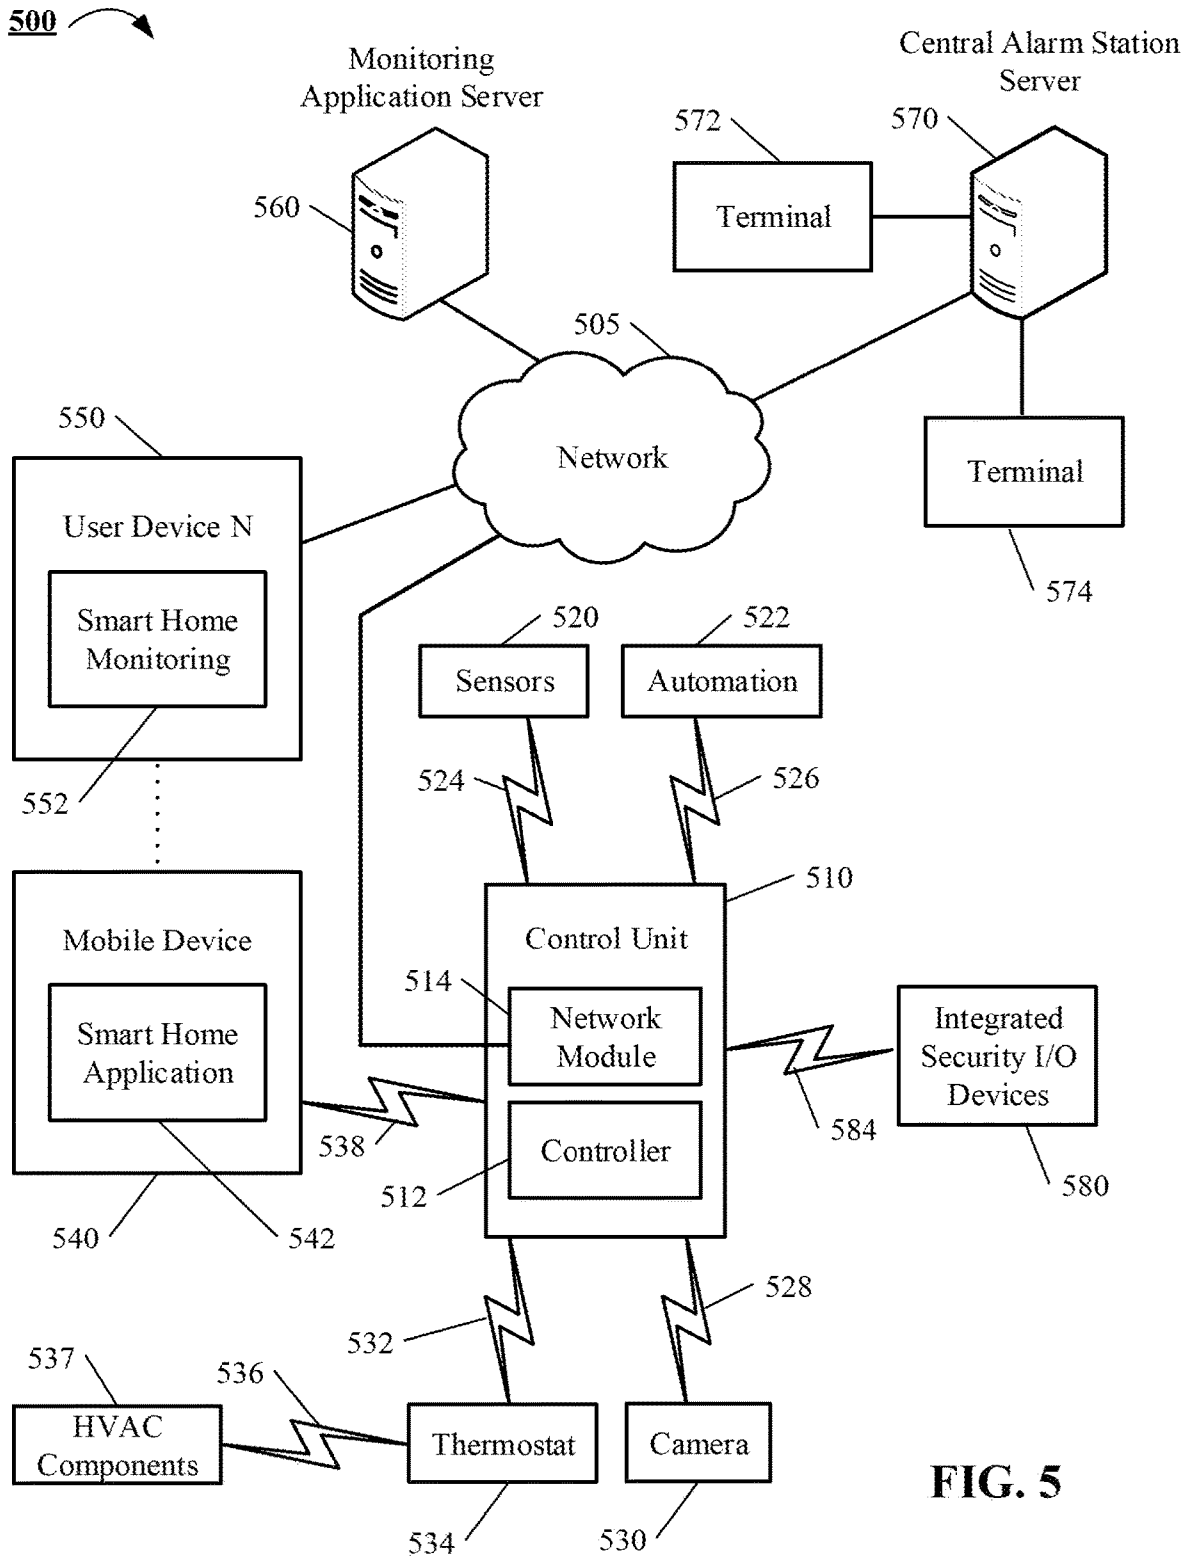 500
Monitoring
Application Server
Central Alarm Station
Server
572
570
560
Terminal
505
550
Network
Terminal
User Device N
574
Smart Home
Monitoring
520
522
Sensors
Automation
524
526
552
510
Mobile Device
Control Unit
514
Smart Home
Application
Network
Module
Integrated
Security I/O
Devices
538
584
Controller
512
580
540
542
528
532
537
536
HVAC
Components
Thermostat
Camera
FIG. 5
534
530